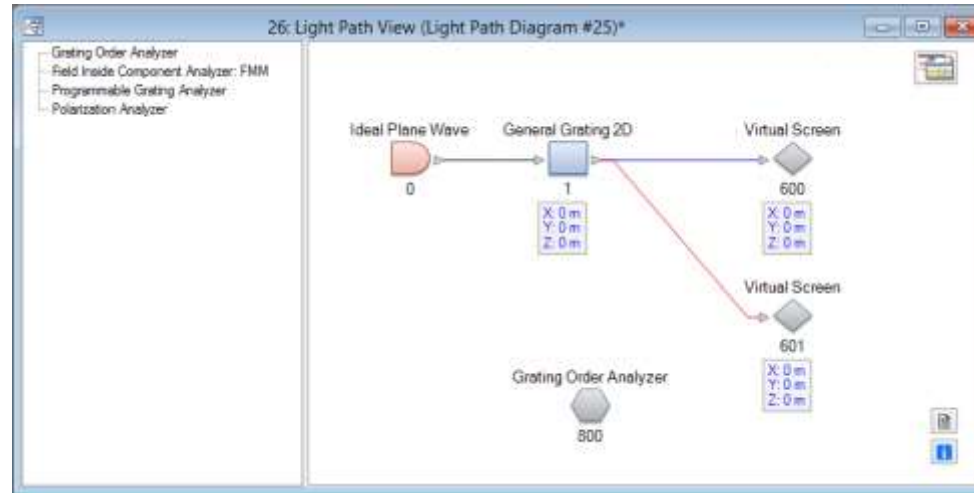 26: Light Path View (Light Path Diagram #25)*
Grating Order Analyzer
Field Inside Component Analyzer: FMM
Programmable Grating Analyzer
Polarization Analyzer
Ideal Plane Wave
General Grating 2D
Virtual Screen
0
1
600
X: 0 m
Y: 0 m
Z: 0 m
X: 0 m
Y: 0 m
Z: 0 m
Virtual Screen
601
X: 0 m
Y: 0 m
Z: 0 m
Grating Order Analyzer
800